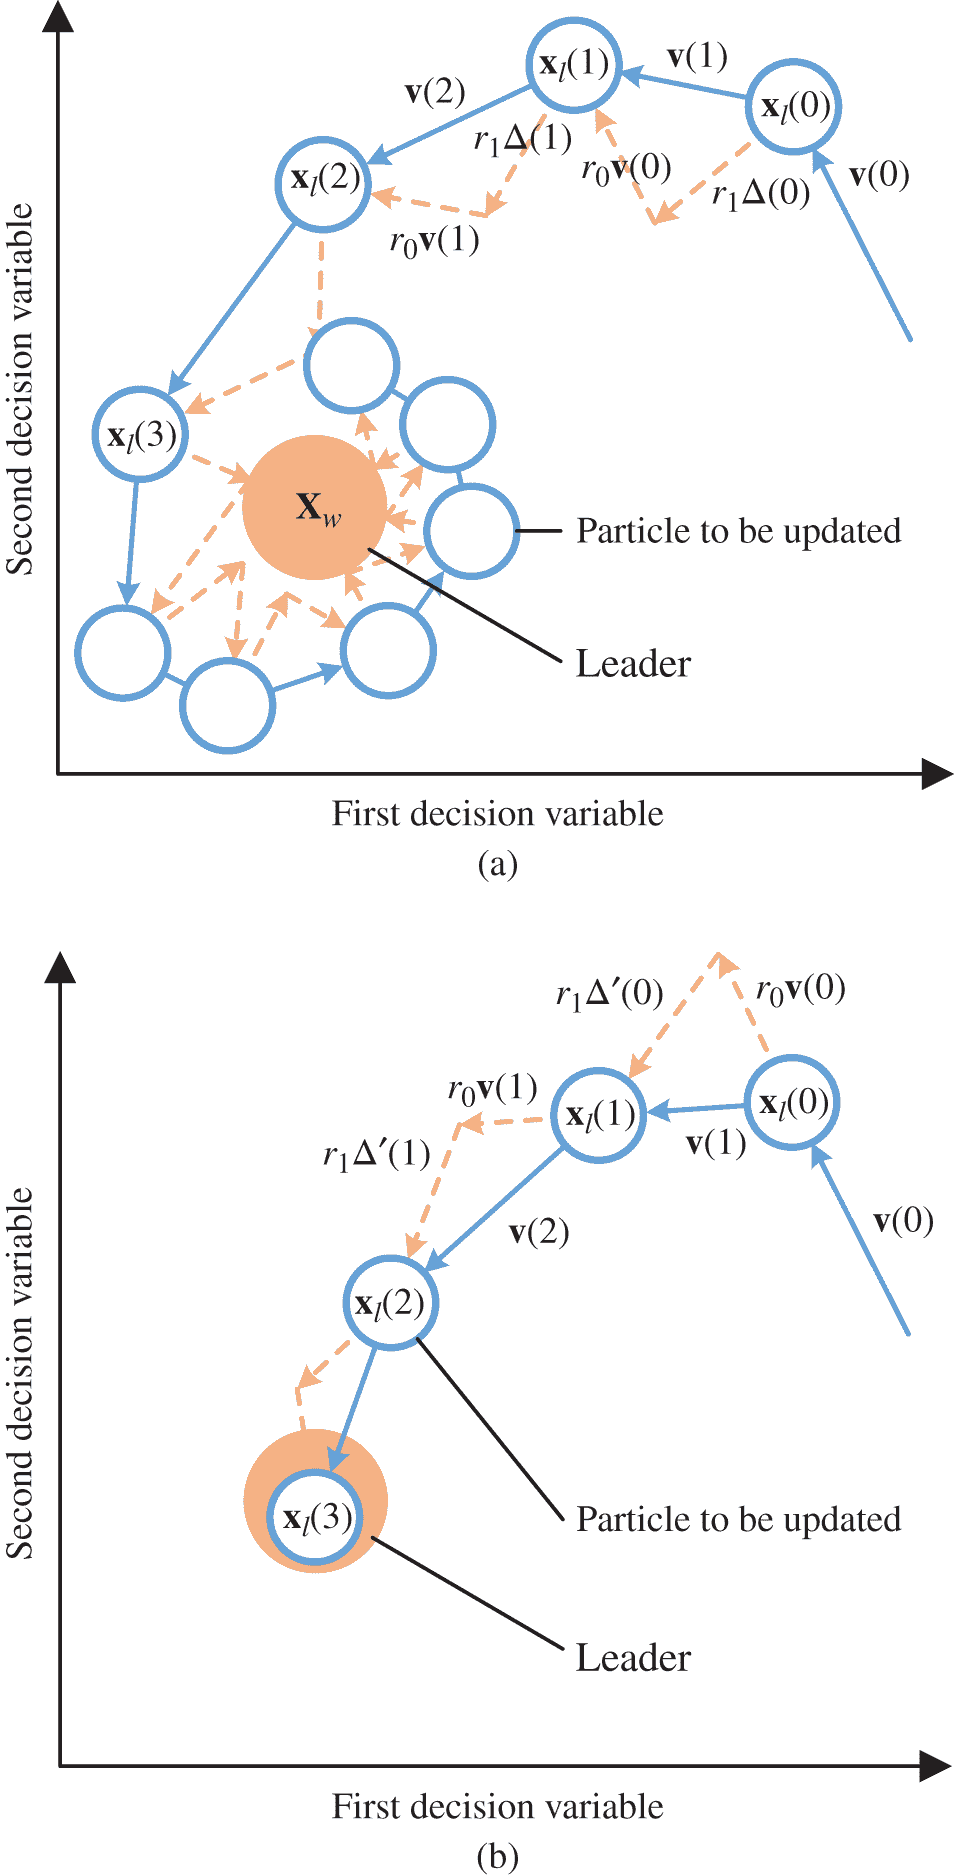 x_l(1)
v(1)
x_l(0)
v(2)
r_1Δ(1)
r_0v(0)
v(0)
x_l(2)
r_1Δ(0)
r_0v(1)
Second decision variable
x_l(3)
X_w
Particle to be updated
Leader
First decision variable
(a)
r_1Δ′(0)
r_0v(0)
r_0v(1)
x_l(1)
x_l(0)
v(1)
r_1Δ′(1)
v(0)
v(2)
Second decision variable
x_l(2)
x_l(3)
Particle to be updated
Leader
First decision variable
(b)